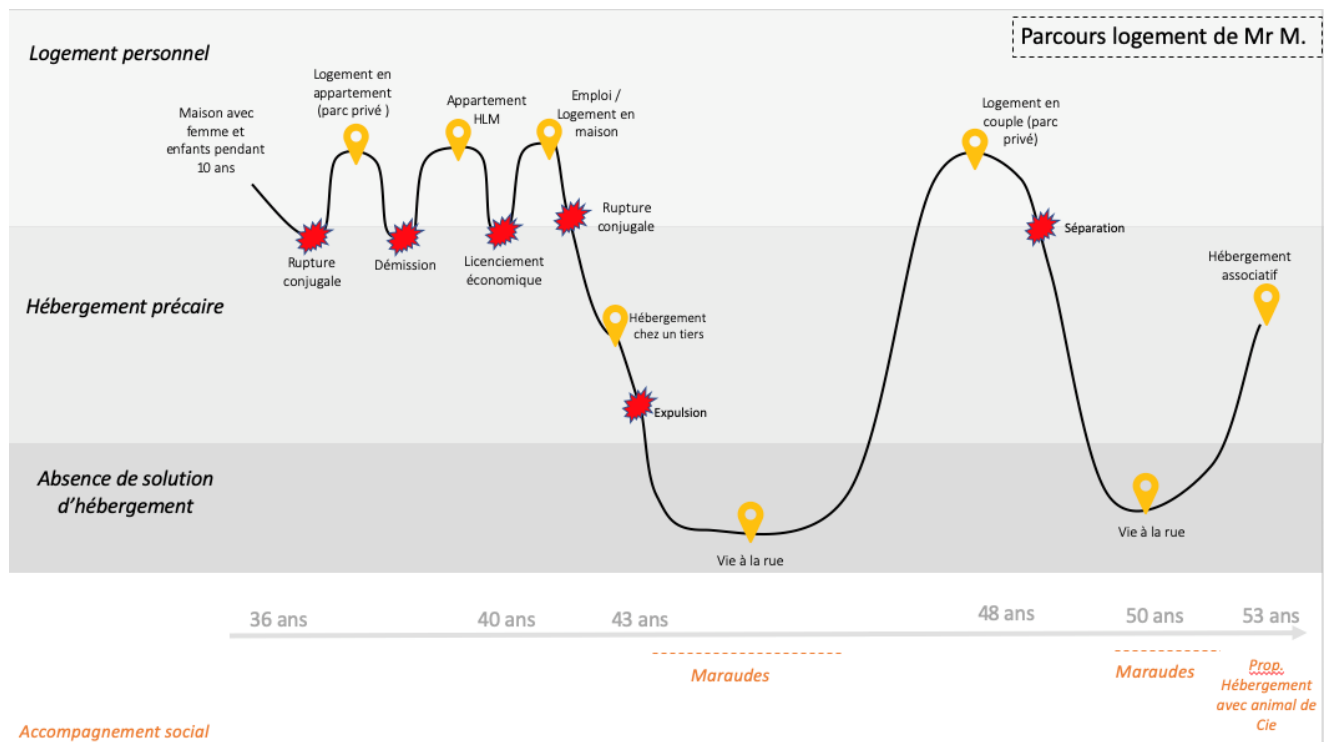 Parcours logement de Mr M.
Logement personnel
Maison avec
femme et
enfants pendant
10 ans
Logement en
appartement
(parc privé )
Appartement
HLM
Emploi /
Logement en
maison
Logement en
couple (parc
privé)
Rupture
conjugale
Démission
Licenciement
économique
Rupture
conjugale
Séparation
Hébergement précaire
Hébergement
chez un tiers
Expulsion
Hébergement
associatif
Absence de solution
d’hébergement
Vie à la rue
Vie à la rue
36 ans
40 ans
43 ans
48 ans
50 ans
53 ans
Maraudes
Maraudes
Prop.
Hébergement
avec animal de
Cie
Accompagnement social